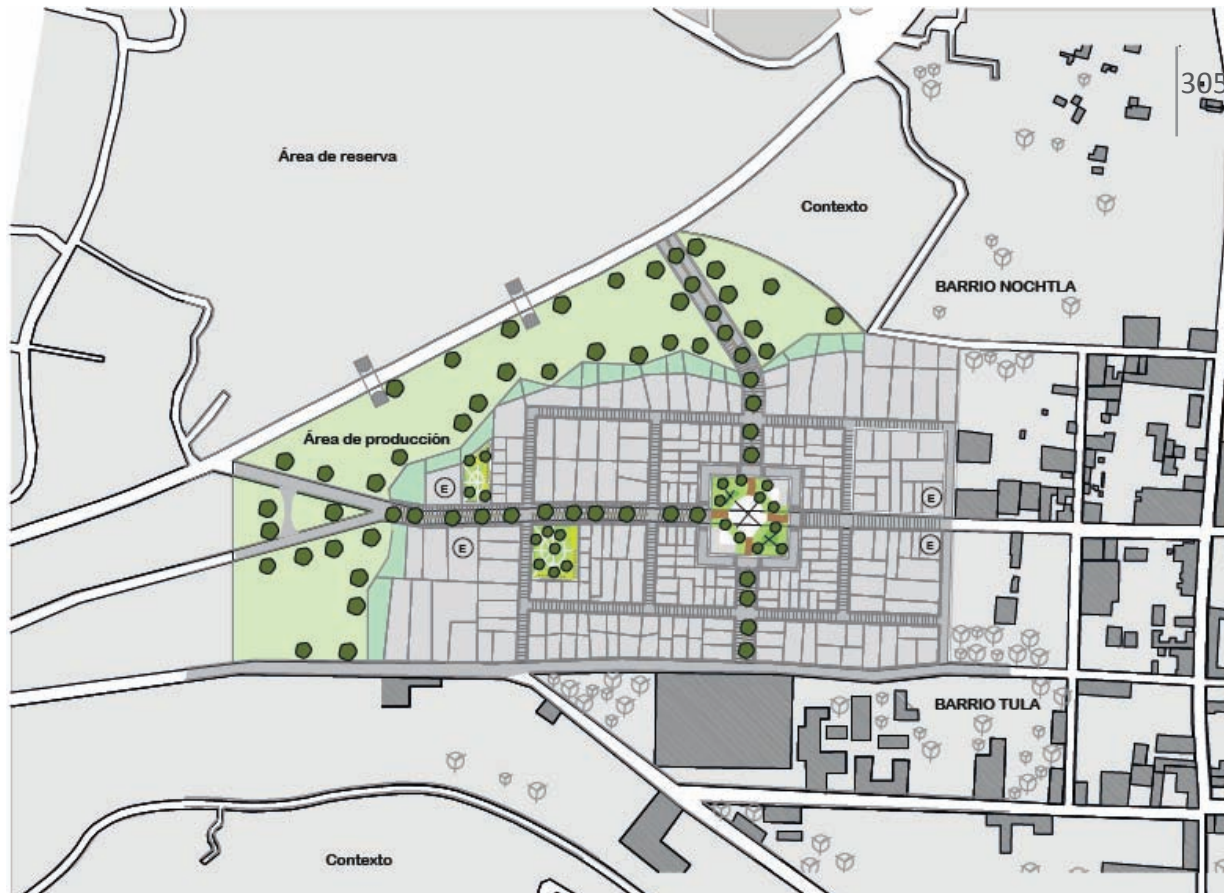 305
Área de reserva
Contexto
BARRIO NOCHTLA
Área de producción
E
E
E
E
BARRIO TULA
Contexto